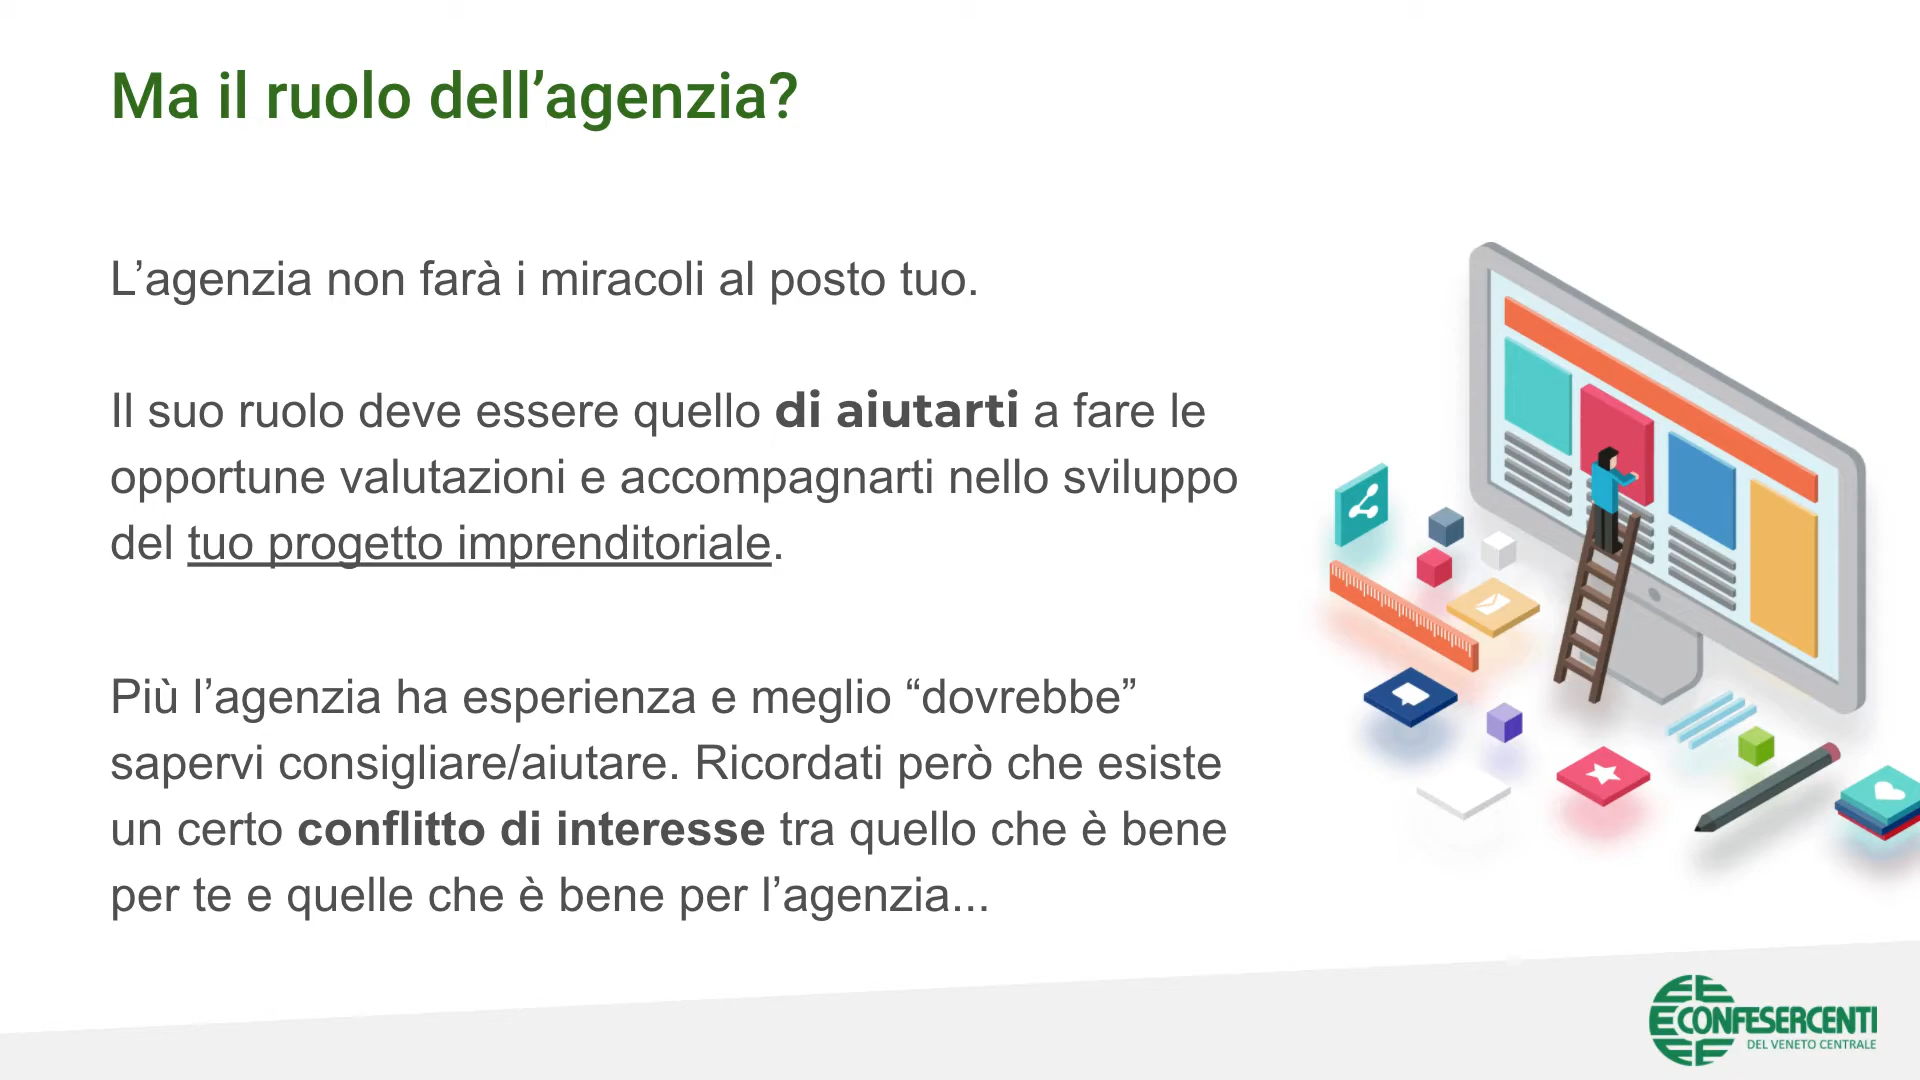 Ma il ruolo dell’agenzia?
L’agenzia non farà i miracoli al posto tuo.
Il suo ruolo deve essere quello di aiutarti a fare le
opportune valutazioni e accompagnarti nello sviluppo
del tuo progetto imprenditoriale.
Più l’agenzia ha esperienza e meglio “dovrebbe”
sapervi consigliare/aiutare. Ricordati però che esiste
un certo conflitto di interesse tra quello che è bene
per te e quelle che è bene per l’agenzia...
CONFESERCENTI
DEL VENETO CENTRALE